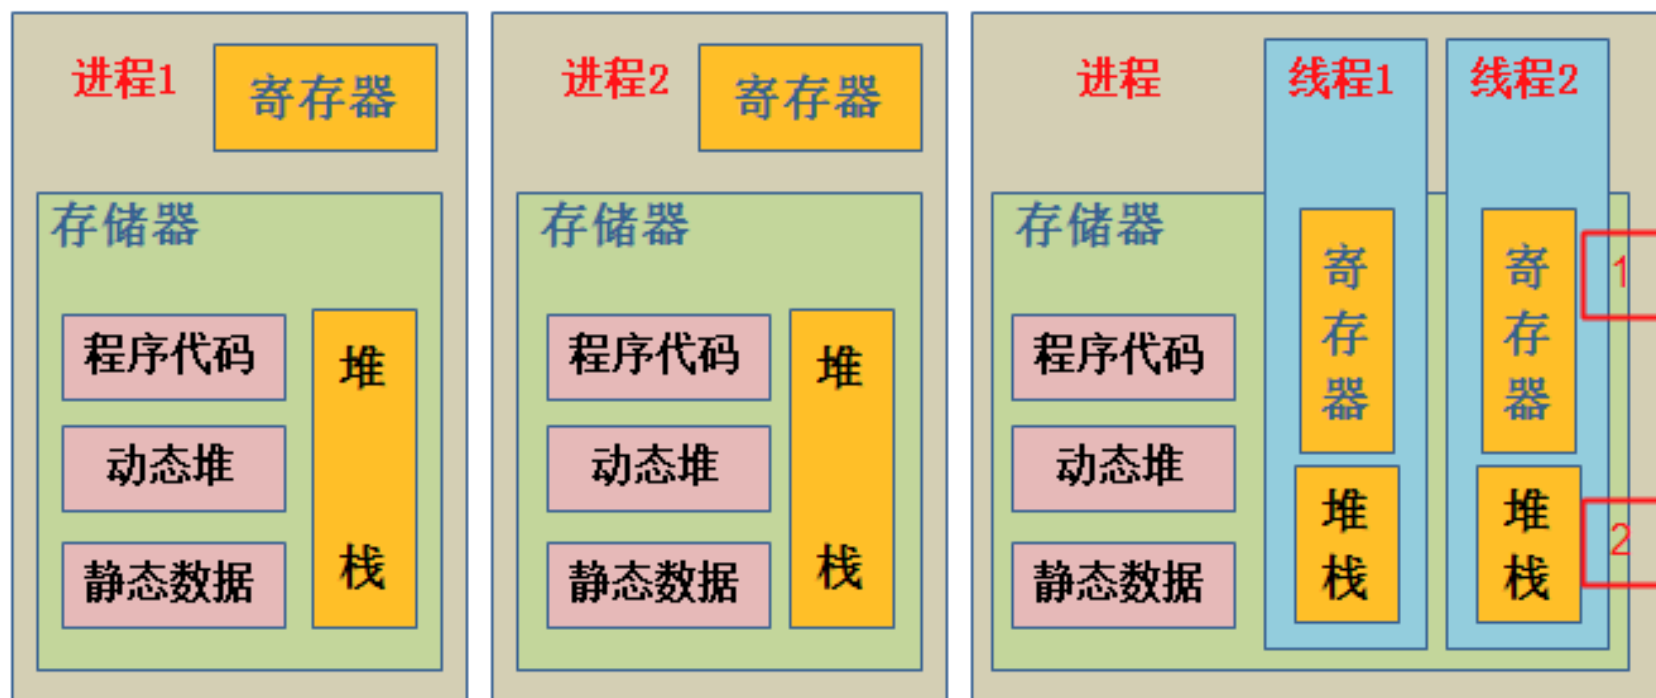 进程1
寄存器
存储器
程序代码
动态堆
静态数据
堆
栈
进程2
寄存器
存储器
程序代码
动态堆
静态数据
堆
栈
进程
存储器
程序代码
动态堆
静态数据
线程1
寄存器
堆栈
线程2
寄存器
堆栈
1
2